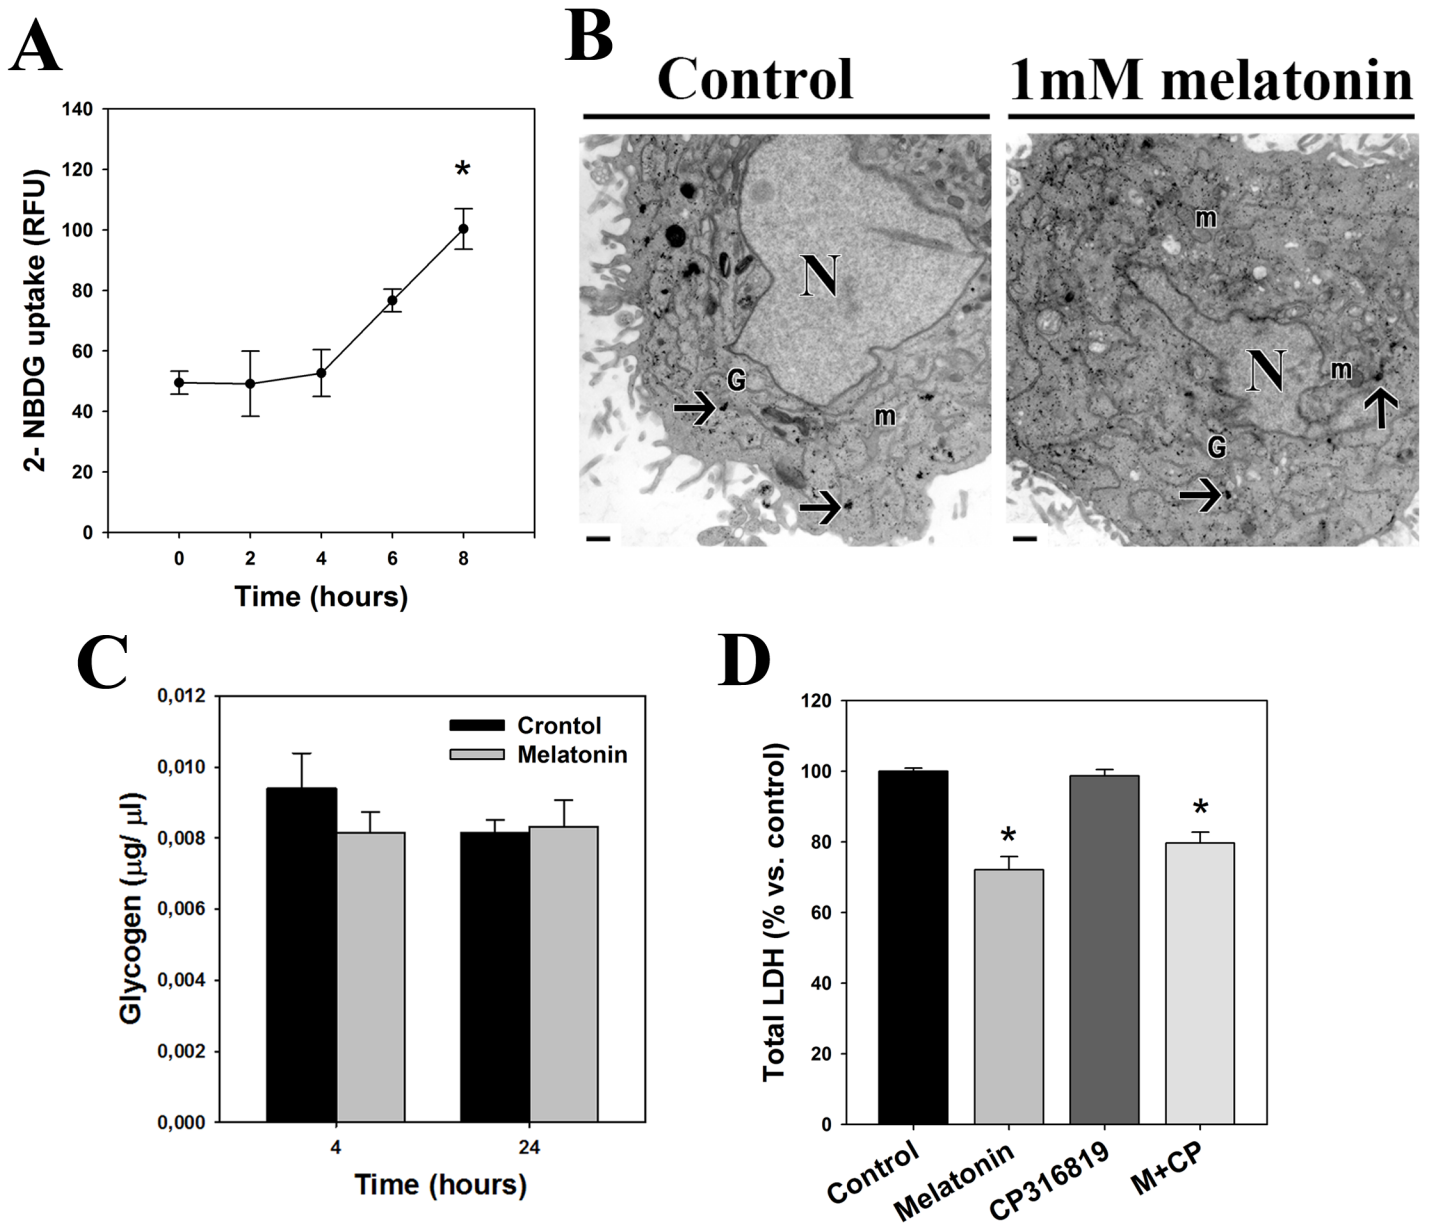 A
140
120
100
80
60
40
20
0
2- NBDG uptake (RFU)
*
0 2 4 6 8
Time (hours)
B
Control
1mM melatonin
N
G
m
m
N
m
G
C
0,012
0,010
0,008
0,006
0,004
0,002
0,000
Glycogen (μg/ μl)
Crontol
Melatonin
4 24
Time (hours)
D
120
100
80
60
40
20
0
Total LDH (% vs. control)
*
*
Control
Melatonin
CP316819
M+CP